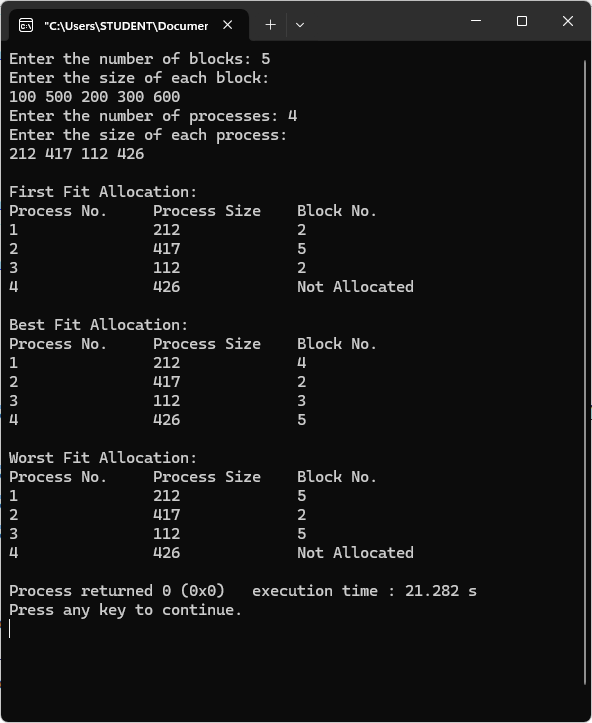 "C:\Users\STUDENT\Documer
Enter the number of blocks: 5
Enter the size of each block:
100 500 200 300 600
Enter the number of processes: 4
Enter the size of each process:
212 417 112 426
First Fit Allocation:
Process No. Process Size Block No.
1 212 2
2 417 5
3 112 2
4 426 Not Allocated
Best Fit Allocation:
Process No. Process Size Block No.
1 212 4
2 417 2
3 112 3
4 426 5
Worst Fit Allocation:
Process No. Process Size Block No.
1 212 5
2 417 2
3 112 5
4 426 Not Allocated
Process returned 0 (0x0) execution time : 21.282 s
Press any key to continue.